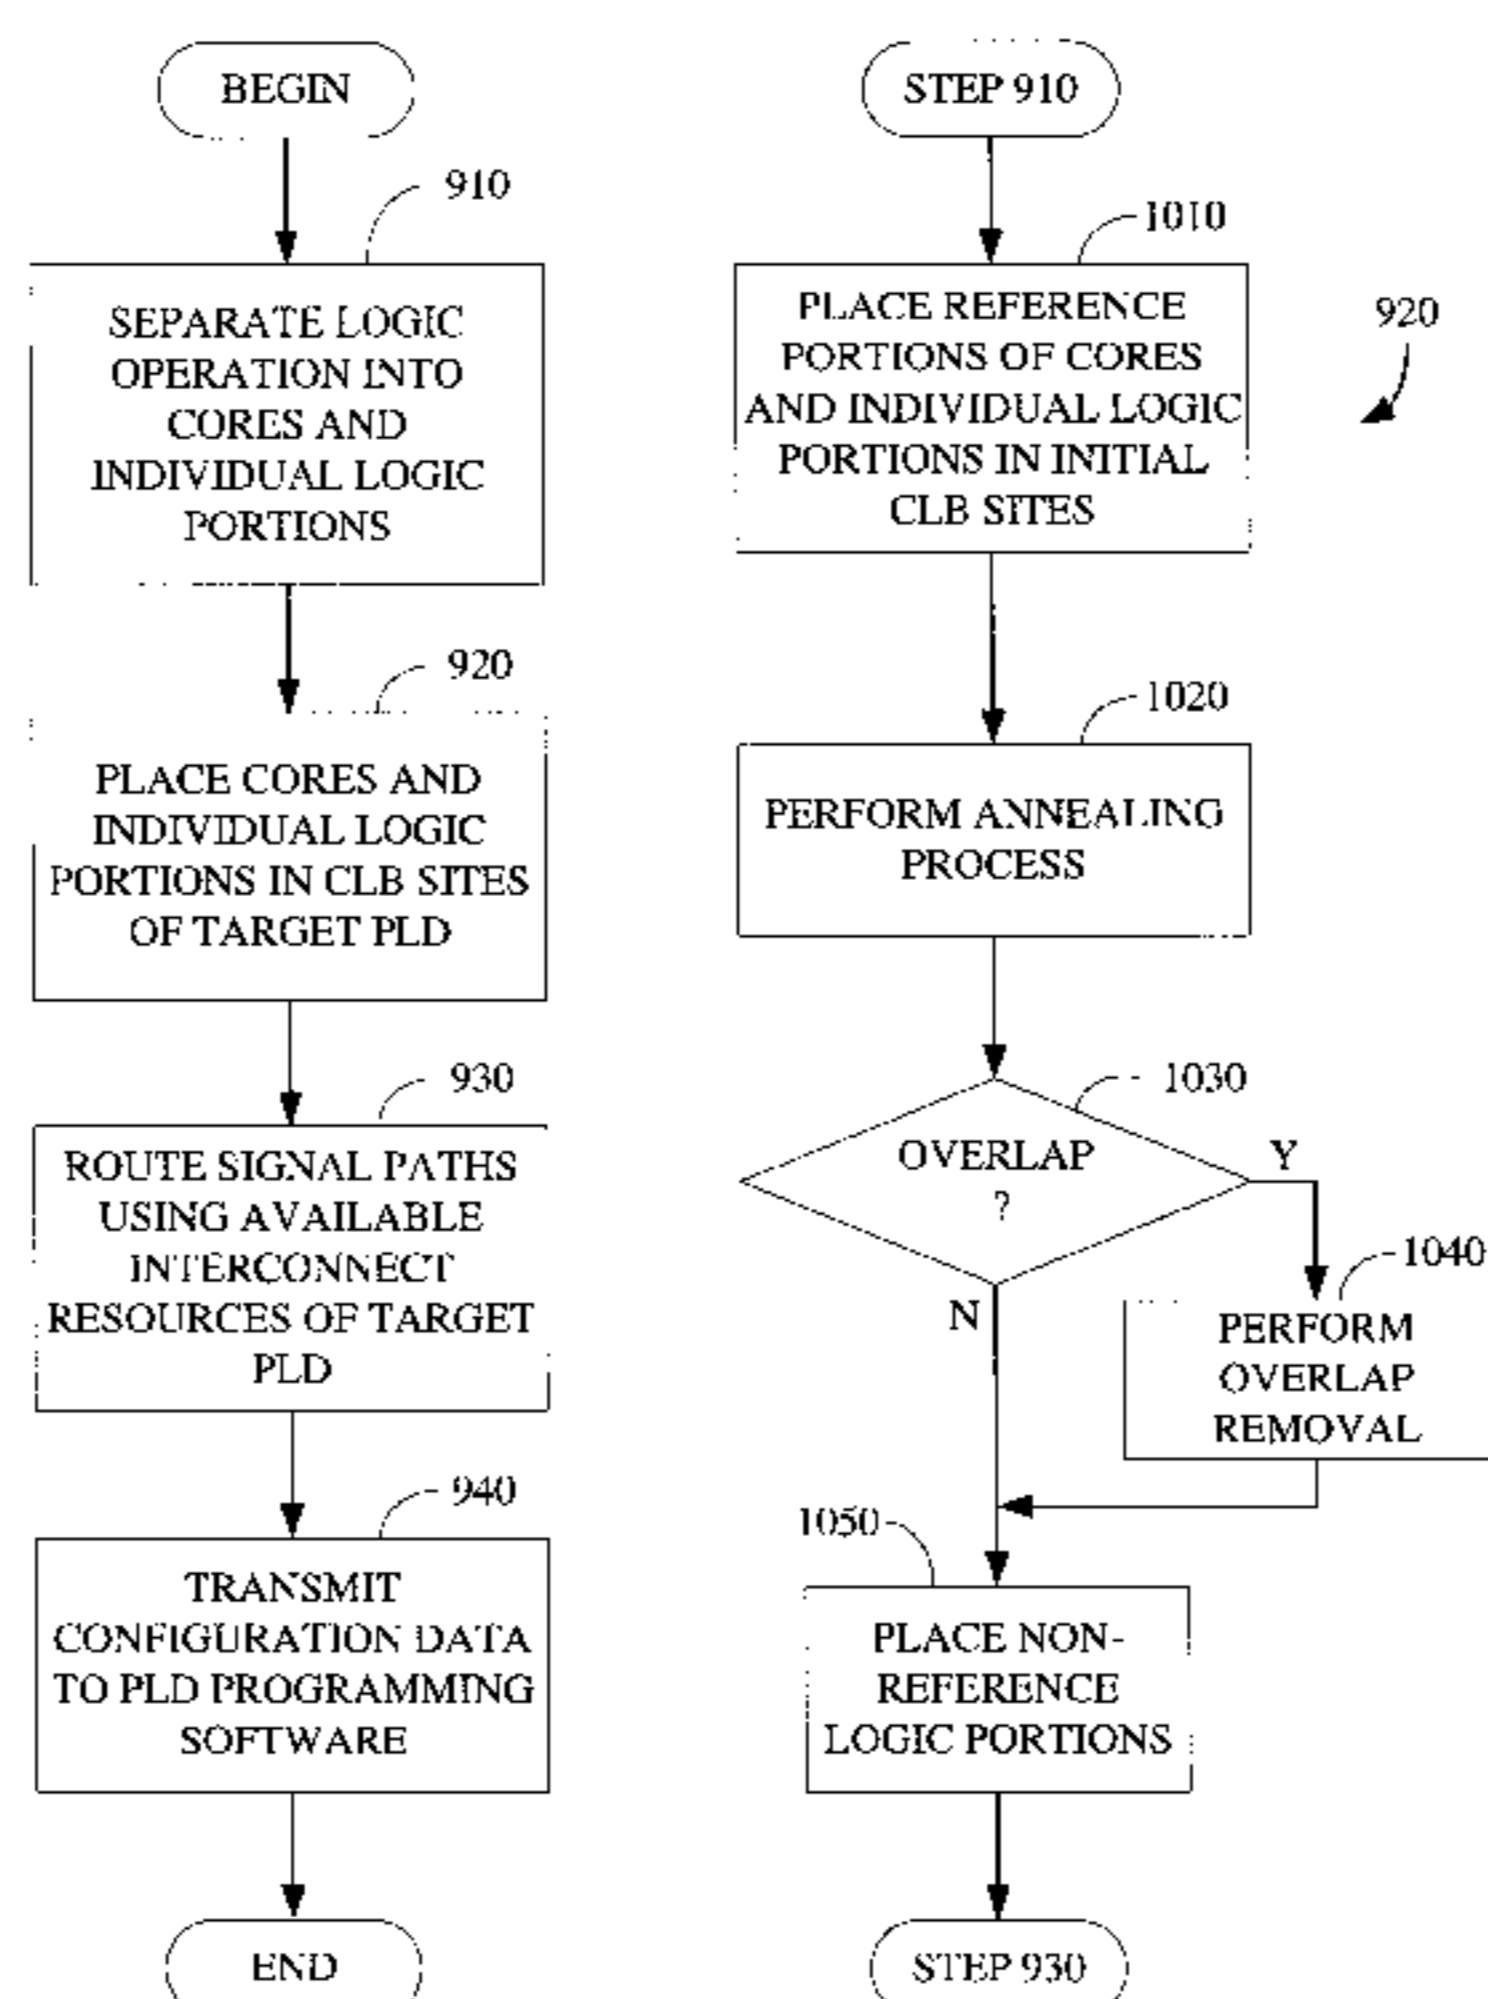 BEGIN
910
SEPARATE LOGIC
OPERATION INTO
CORES AND
INDIVIDUAL LOGIC
PORTIONS
920
PLACE CORES AND
INDIVIDUAL LOGIC
PORTIONS IN CLB SITES
OF TARGET PLD
930
ROUTE SIGNAL PATHS
USING AVAILABLE
INTERCONNECT
RESOURCES OF TARGET
PLD
940
TRANSMIT
CONFIGURATION DATA
TO PLD PROGRAMMING
SOFTWARE
END
STEP 910
1010
920
PLACE REFERENCE
PORTIONS OF CORES
AND INDIVIDUAL LOGIC
PORTIONS IN INITIAL
CLB SITES
1020
PERFORM ANNEALING
PROCESS
1030
OVERLAP
?
Y
N
1040
PERFORM
OVERLAP
REMOVAL
1050
PLACE NON-
REFERENCE
LOGIC PORTIONS
STEP 930